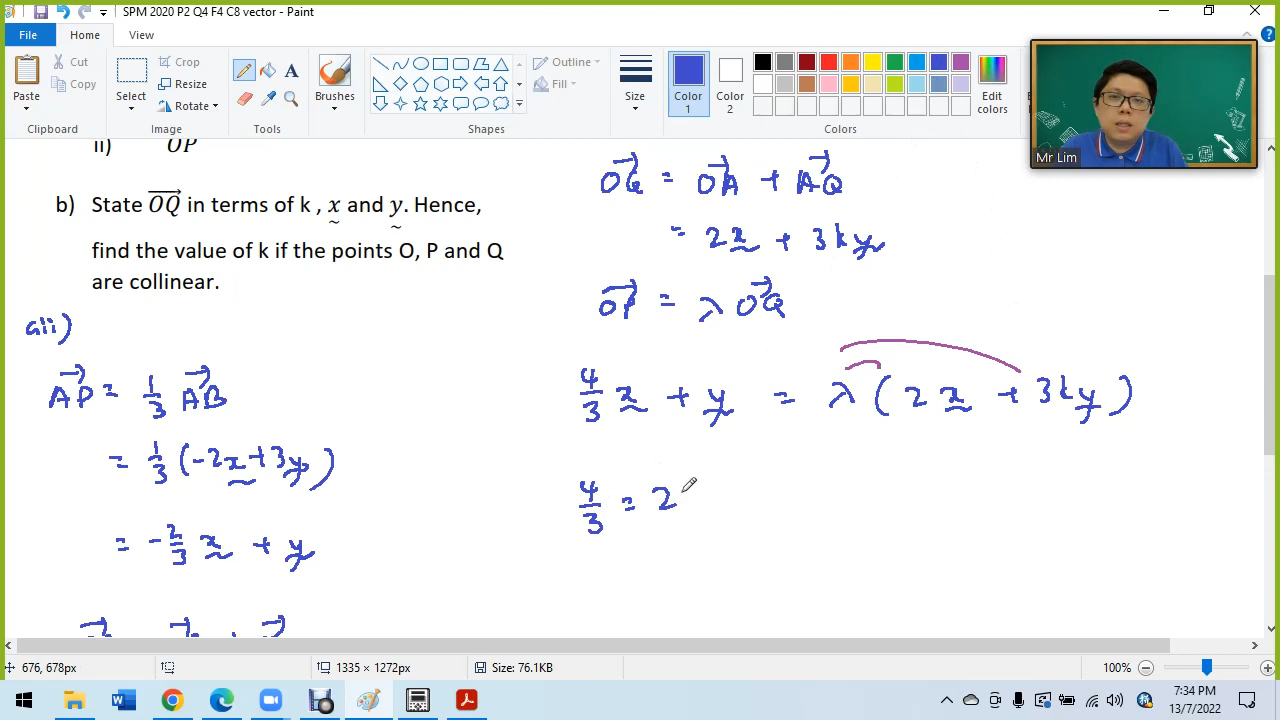 SPM 2020 P2 Q4 F4 C8 vector - Paint
File Home View
Paste Cut Copy
Clipboard
Select Crop Resize Rotate
Image
A
Tools
Brushes
Shapes
Outline
Fill
Size
Color 1
Color 2
Colors
Edit colors
Mr Lim
ii) OP
b) State OQ in terms of k , x and y. Hence,
find the value of k if the points O, P and Q
are collinear.
aii)
AP = 1/3 AB
= 1/3 (-2x + 3y)
= -2/3 x + y
OQ = OA + AQ
= 2x + 3ky
OP = λ OQ
4/3 x + y = λ (2x + 3ky)
4/3 = 2
676, 678px 1335 × 1272px Size: 76.1KB 100%
7:34 PM
13/7/2022